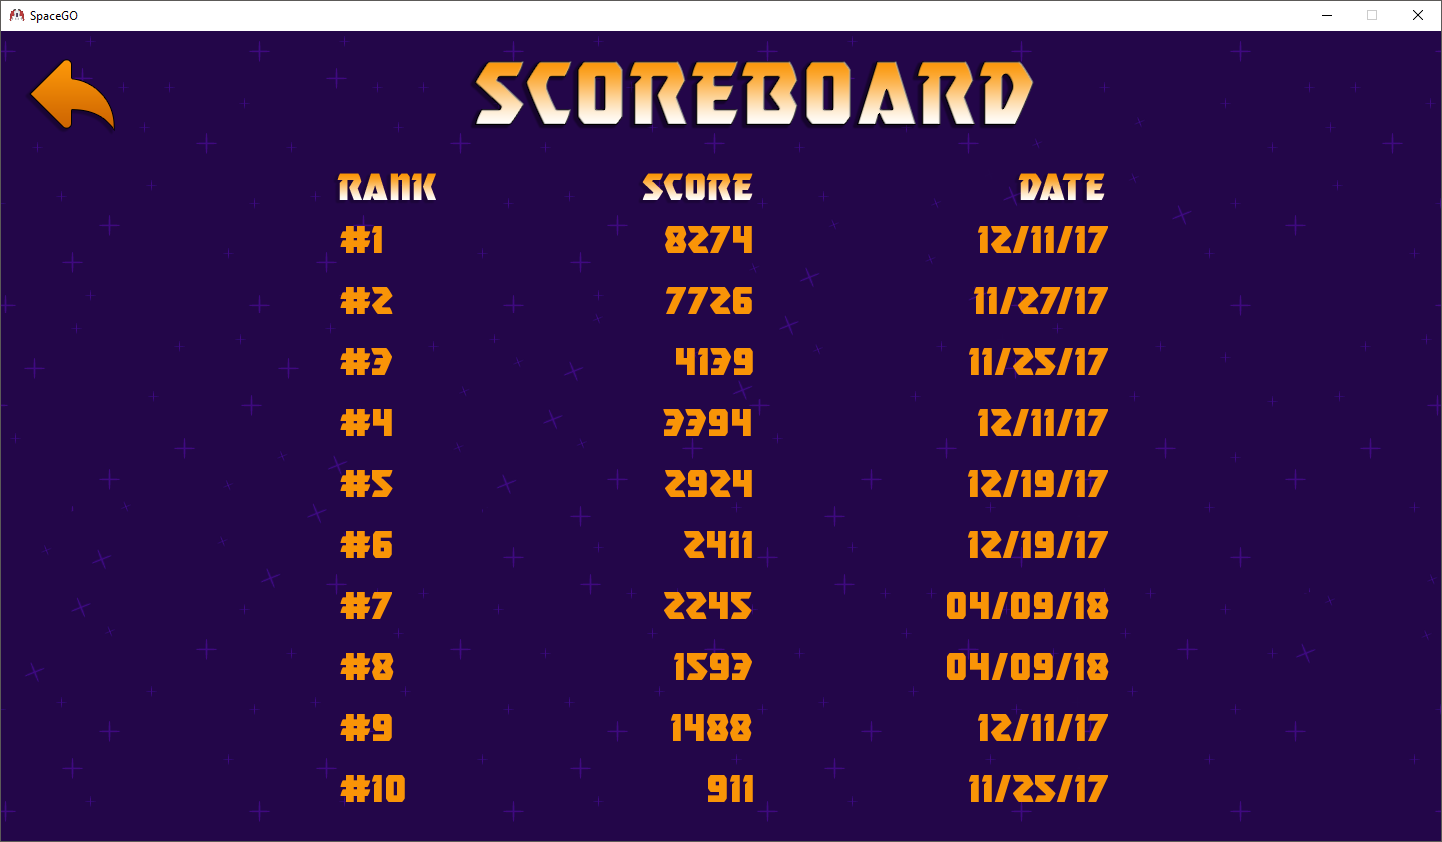 SpaceGO
SCOREBOARD
RANK SCORE DATE
#1 8274 12/11/17
#2 7726 11/27/17
#3 4139 11/25/17
#4 3394 12/11/17
#5 2924 12/19/17
#6 2411 12/19/17
#7 2245 04/09/18
#8 1593 04/09/18
#9 1488 12/11/17
#10 911 11/25/17